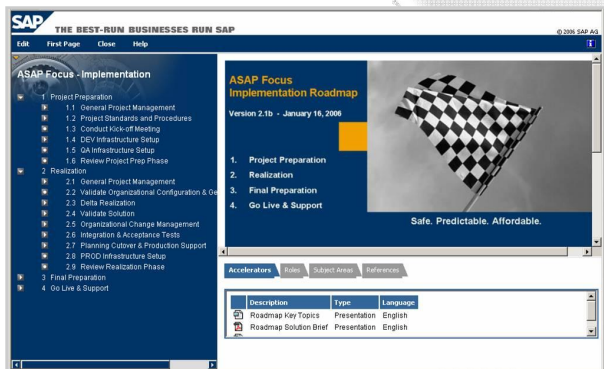 SAP
THE BEST-RUN BUSINESSES RUN SAP
© 2006 SAP AG
Edit First Page Close Help
ASAP Focus - Implementation
1 Project Preparation
1.1 General Project Management
1.2 Project Standards and Procedures
1.3 Conduct Kick-off Meeting
1.4 DEV Infrastructure Setup
1.5 QA Infrastructure Setup
1.6 Review Project Prep Phase
2 Realization
2.1 General Project Management
2.2 Validate Organizational Configuration & Ge
2.3 Delta Realization
2.4 Validate Solution
2.5 Organizational Change Management
2.6 Integration & Acceptance Tests
2.7 Planning Cutover & Production Support
2.8 PROD Infrastructure Setup
2.9 Review Realization Phase
3 Final Preparation
4 Go Live & Support
ASAP Focus
Implementation Roadmap
Version 2.1b - January 16, 2006
1. Project Preparation
2. Realization
3. Final Preparation
4. Go Live & Support
Safe. Predictable. Affordable.
Accelerators Roles Subject Areas References
Description Type Language
Roadmap Key Topics Presentation English
Roadmap Solution Brief Presentation English